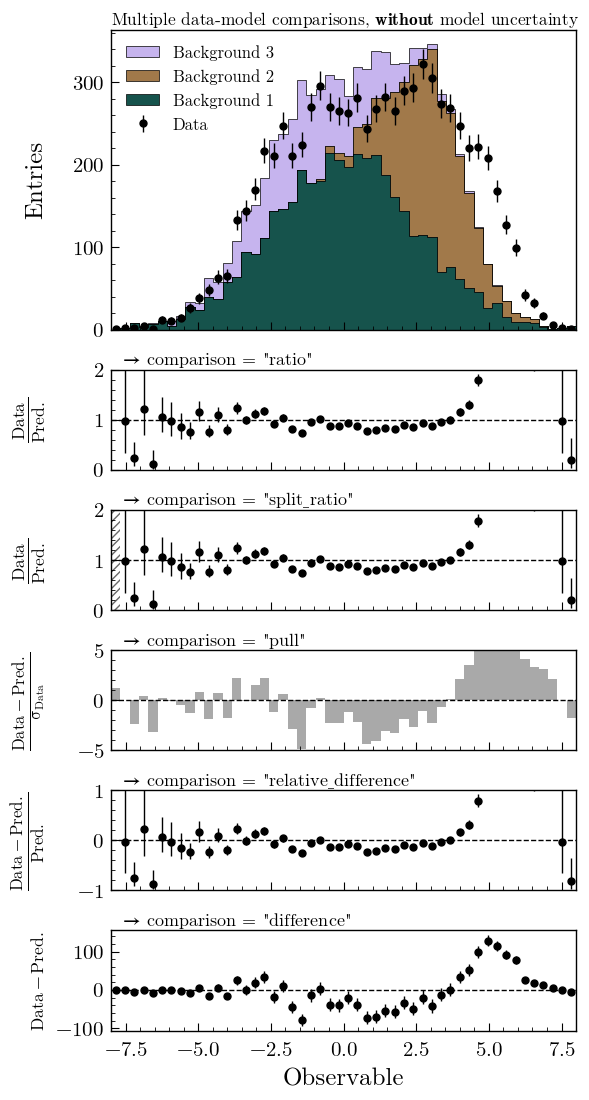 Multiple data-model comparisons, without model uncertainty
Background 3
Background 2
Background 1
Data
Entries
300
200
100
0
→ comparison = "ratio"
Data
Pred.
2
1
0
→ comparison = "split_ratio"
Data
Pred.
2
1
0
→ comparison = "pull"
Data − Pred.
σData
5
0
−5
→ comparison = "relative_difference"
Data − Pred.
Pred.
1
0
−1
→ comparison = "difference"
Data − Pred.
100
0
−100
−7.5 −5.0 −2.5 0.0 2.5 5.0 7.5
Observable